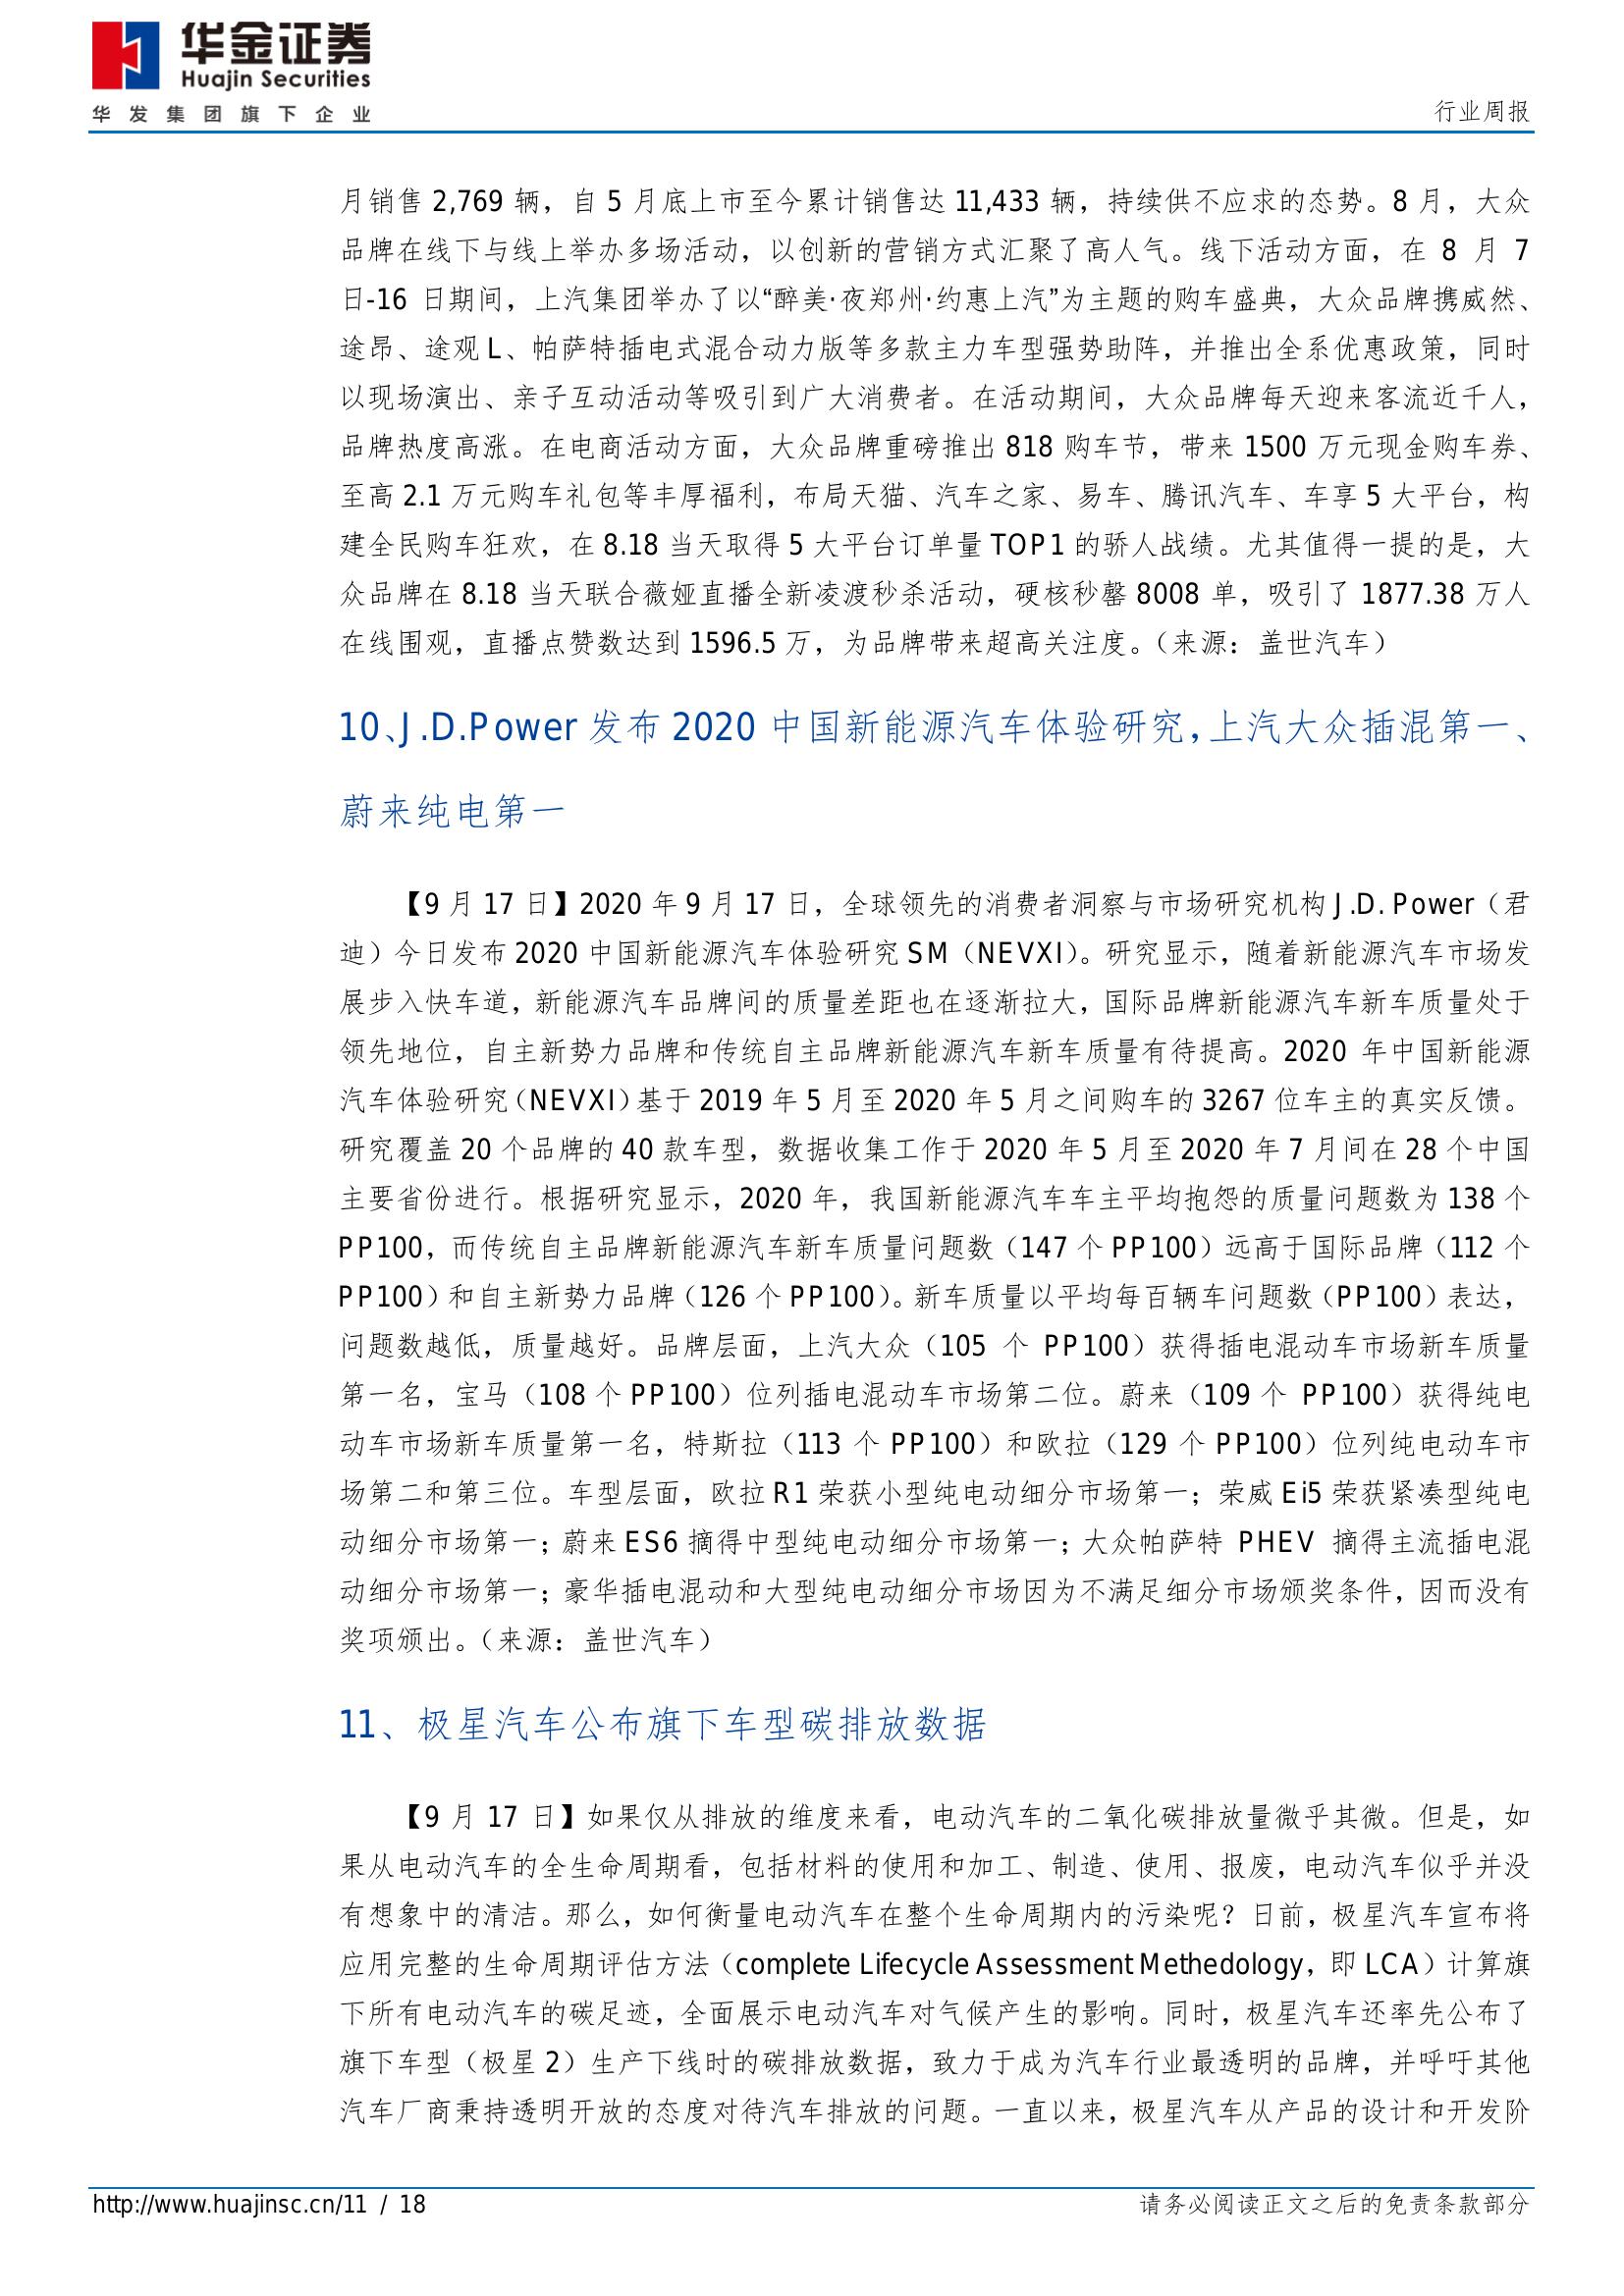 华金证券
Huajin Securities
华发集团旗下企业
行业周报
月销售 2,769 辆，自 5 月底上市至今累计销售达 11,433 辆，持续供不应求的态势。8 月，大众
品牌在线下与线上举办多场活动，以创新的营销方式汇聚了高人气。线下活动方面，在 8 月 7
日-16 日期间，上汽集团举办了以“醉美·夜郑州·约惠上汽”为主题的购车盛典，大众品牌携威然、
途昂、途观 L、帕萨特插电式混合动力版等多款主力车型强势助阵，并推出全系优惠政策，同时
以现场演出、亲子互动活动等吸引到广大消费者。在活动期间，大众品牌每天迎来客流近千人，
品牌热度高涨。在电商活动方面，大众品牌重磅推出 818 购车节，带来 1500 万元现金购车券、
至高 2.1 万元购车礼包等丰厚福利，布局天猫、汽车之家、易车、腾讯汽车、车享 5 大平台，构
建全民购车狂欢，在 8.18 当天取得 5 大平台订单量 TOP1 的骄人战绩。尤其值得一提的是，大
众品牌在 8.18 当天联合薇娅直播全新凌渡秒杀活动，硬核秒罄 8008 单，吸引了 1877.38 万人
在线围观，直播点赞数达到 1596.5 万，为品牌带来超高关注度。（来源：盖世汽车）
10、J.D.Power 发布 2020 中国新能源汽车体验研究，上汽大众插混第一、
蔚来纯电第一
【9 月 17 日】2020 年 9 月 17 日，全球领先的消费者洞察与市场研究机构 J.D. Power（君
迪）今日发布 2020 中国新能源汽车体验研究 SM（NEVXI）。研究显示，随着新能源汽车市场发
展步入快车道，新能源汽车品牌间的质量差距也在逐渐拉大，国际品牌新能源汽车新车质量处于
领先地位，自主新势力品牌和传统自主品牌新能源汽车新车质量有待提高。2020 年中国新能源
汽车体验研究（NEVXI）基于 2019 年 5 月至 2020 年 5 月之间购车的 3267 位车主的真实反馈。
研究覆盖 20 个品牌的 40 款车型，数据收集工作于 2020 年 5 月至 2020 年 7 月间在 28 个中国
主要省份进行。根据研究显示，2020 年，我国新能源汽车车主平均抱怨的质量问题数为 138 个
PP100，而传统自主品牌新能源汽车新车质量问题数（147 个 PP100）远高于国际品牌（112 个
PP100）和自主新势力品牌（126 个 PP100）。新车质量以平均每百辆车问题数（PP100）表达，
问题数越低，质量越好。品牌层面，上汽大众（105 个 PP100）获得插电混动车市场新车质量
第一名，宝马（108 个 PP100）位列插电混动车市场第二位。蔚来（109 个 PP100）获得纯电
动车市场新车质量第一名，特斯拉（113 个 PP100）和欧拉（129 个 PP100）位列纯电动车市
场第二和第三位。车型层面，欧拉 R1 荣获小型纯电动细分市场第一；荣威 Ei5 荣获紧凑型纯电
动细分市场第一；蔚来 ES6 摘得中型纯电动细分市场第一；大众帕萨特 PHEV 摘得主流插电混
动细分市场第一；豪华插电混动和大型纯电动细分市场因为不满足细分市场颁奖条件，因而没有
奖项颁出。（来源：盖世汽车）
11、极星汽车公布旗下车型碳排放数据
【9 月 17 日】如果仅从排放的维度来看，电动汽车的二氧化碳排放量微乎其微。但是，如
果从电动汽车的全生命周期看，包括材料的使用和加工、制造、使用、报废，电动汽车似乎并没
有想象中的清洁。那么，如何衡量电动汽车在整个生命周期内的污染呢？日前，极星汽车宣布将
应用完整的生命周期评估方法（complete Lifecycle Assessment Methedology，即 LCA）计算旗
下所有电动汽车的碳足迹，全面展示电动汽车对气候产生的影响。同时，极星汽车还率先公布了
旗下车型（极星 2）生产下线时的碳排放数据，致力于成为汽车行业最透明的品牌，并呼吁其他
汽车厂商秉持透明开放的态度对待汽车排放的问题。一直以来，极星汽车从产品的设计和开发阶
http://www.huajinsc.cn/11 / 18
请务必阅读正文之后的免责条款部分